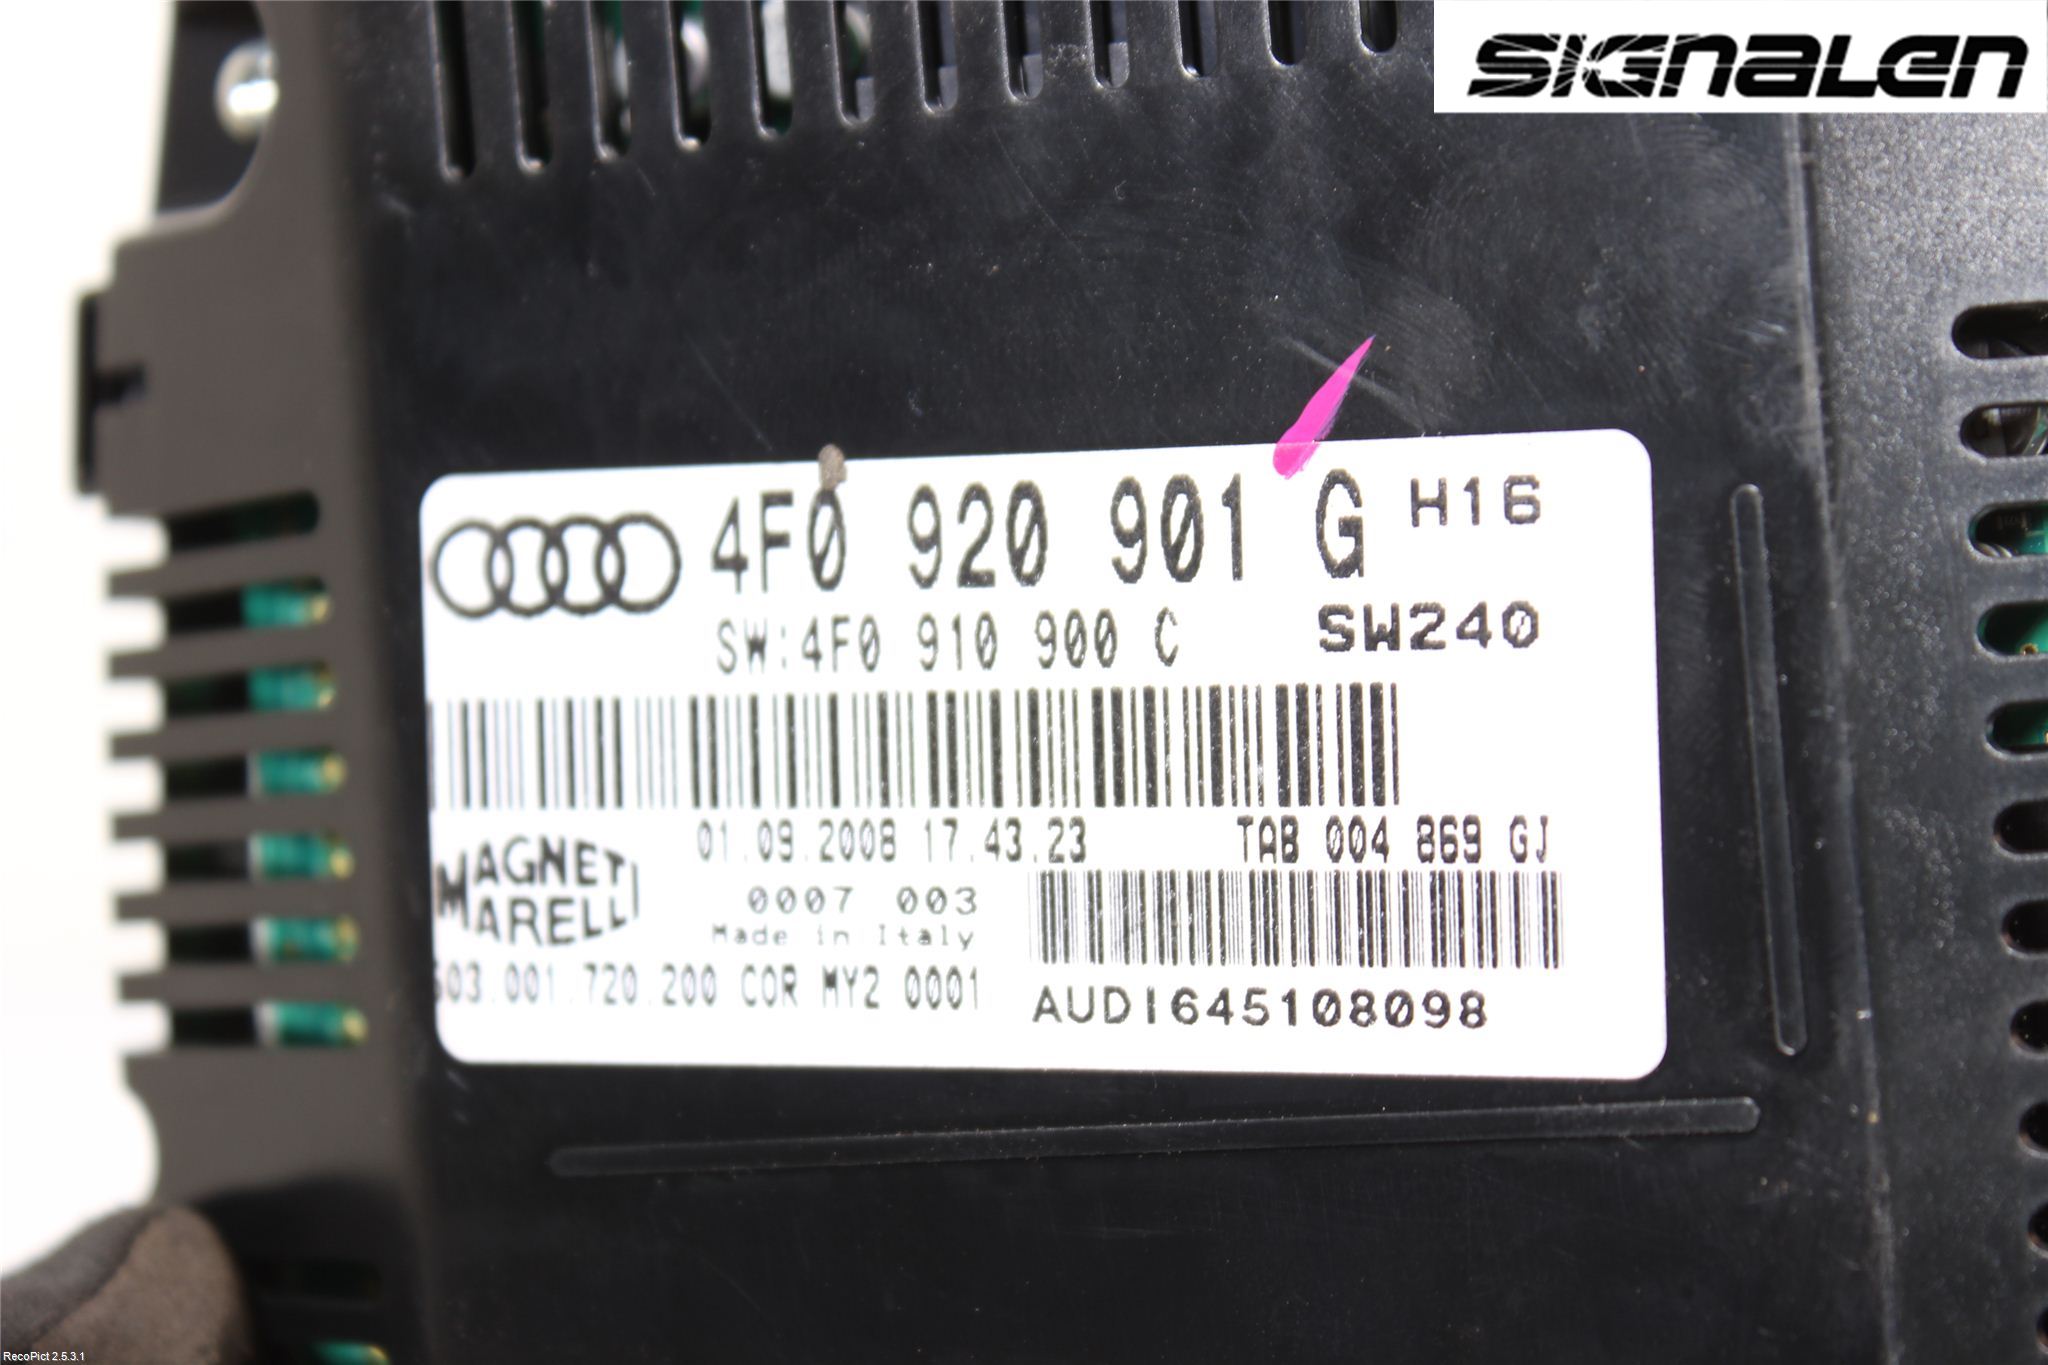 SIGNALEN
4F0 920 901 G H16
SW:4F0 910 900 C SW240
01.09.2008 17.43.23 TAB 004 869 GJ
MAGNETI
MARELLI
0007 003
Made in Italy
603.001.720.200 COR MY2 0001
AUDI645108098
RecoPict 2.5.3.1